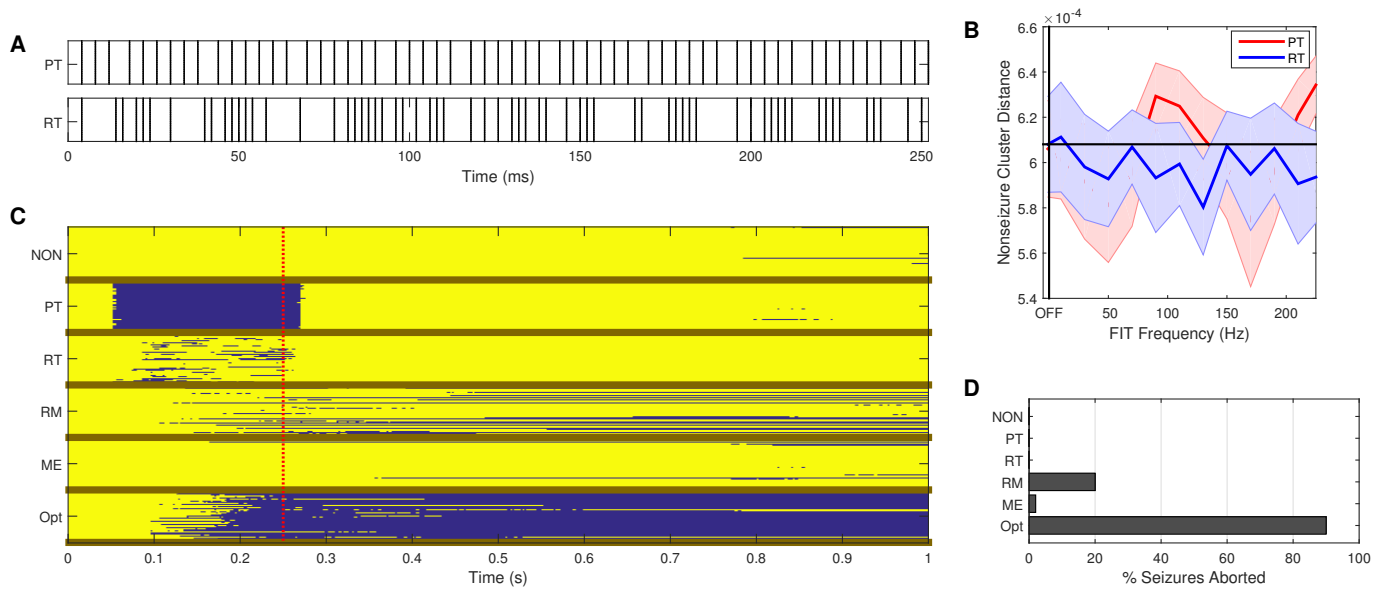 A
PT
RT
0
50
100
150
200
250
Time (ms)
B
× 10⁻⁴
6.6
6.4
6.2
6
5.8
5.6
5.4
Nonseizure Cluster Distance
PT
RT
OFF
50
100
150
200
FIT Frequency (Hz)
C
NON
PT
RT
RM
ME
Opt
0
0.1
0.2
0.3
0.4
0.5
0.6
0.7
0.8
0.9
1
Time (s)
D
NON
PT
RT
RM
ME
Opt
0
20
40
60
80
100
% Seizures Aborted